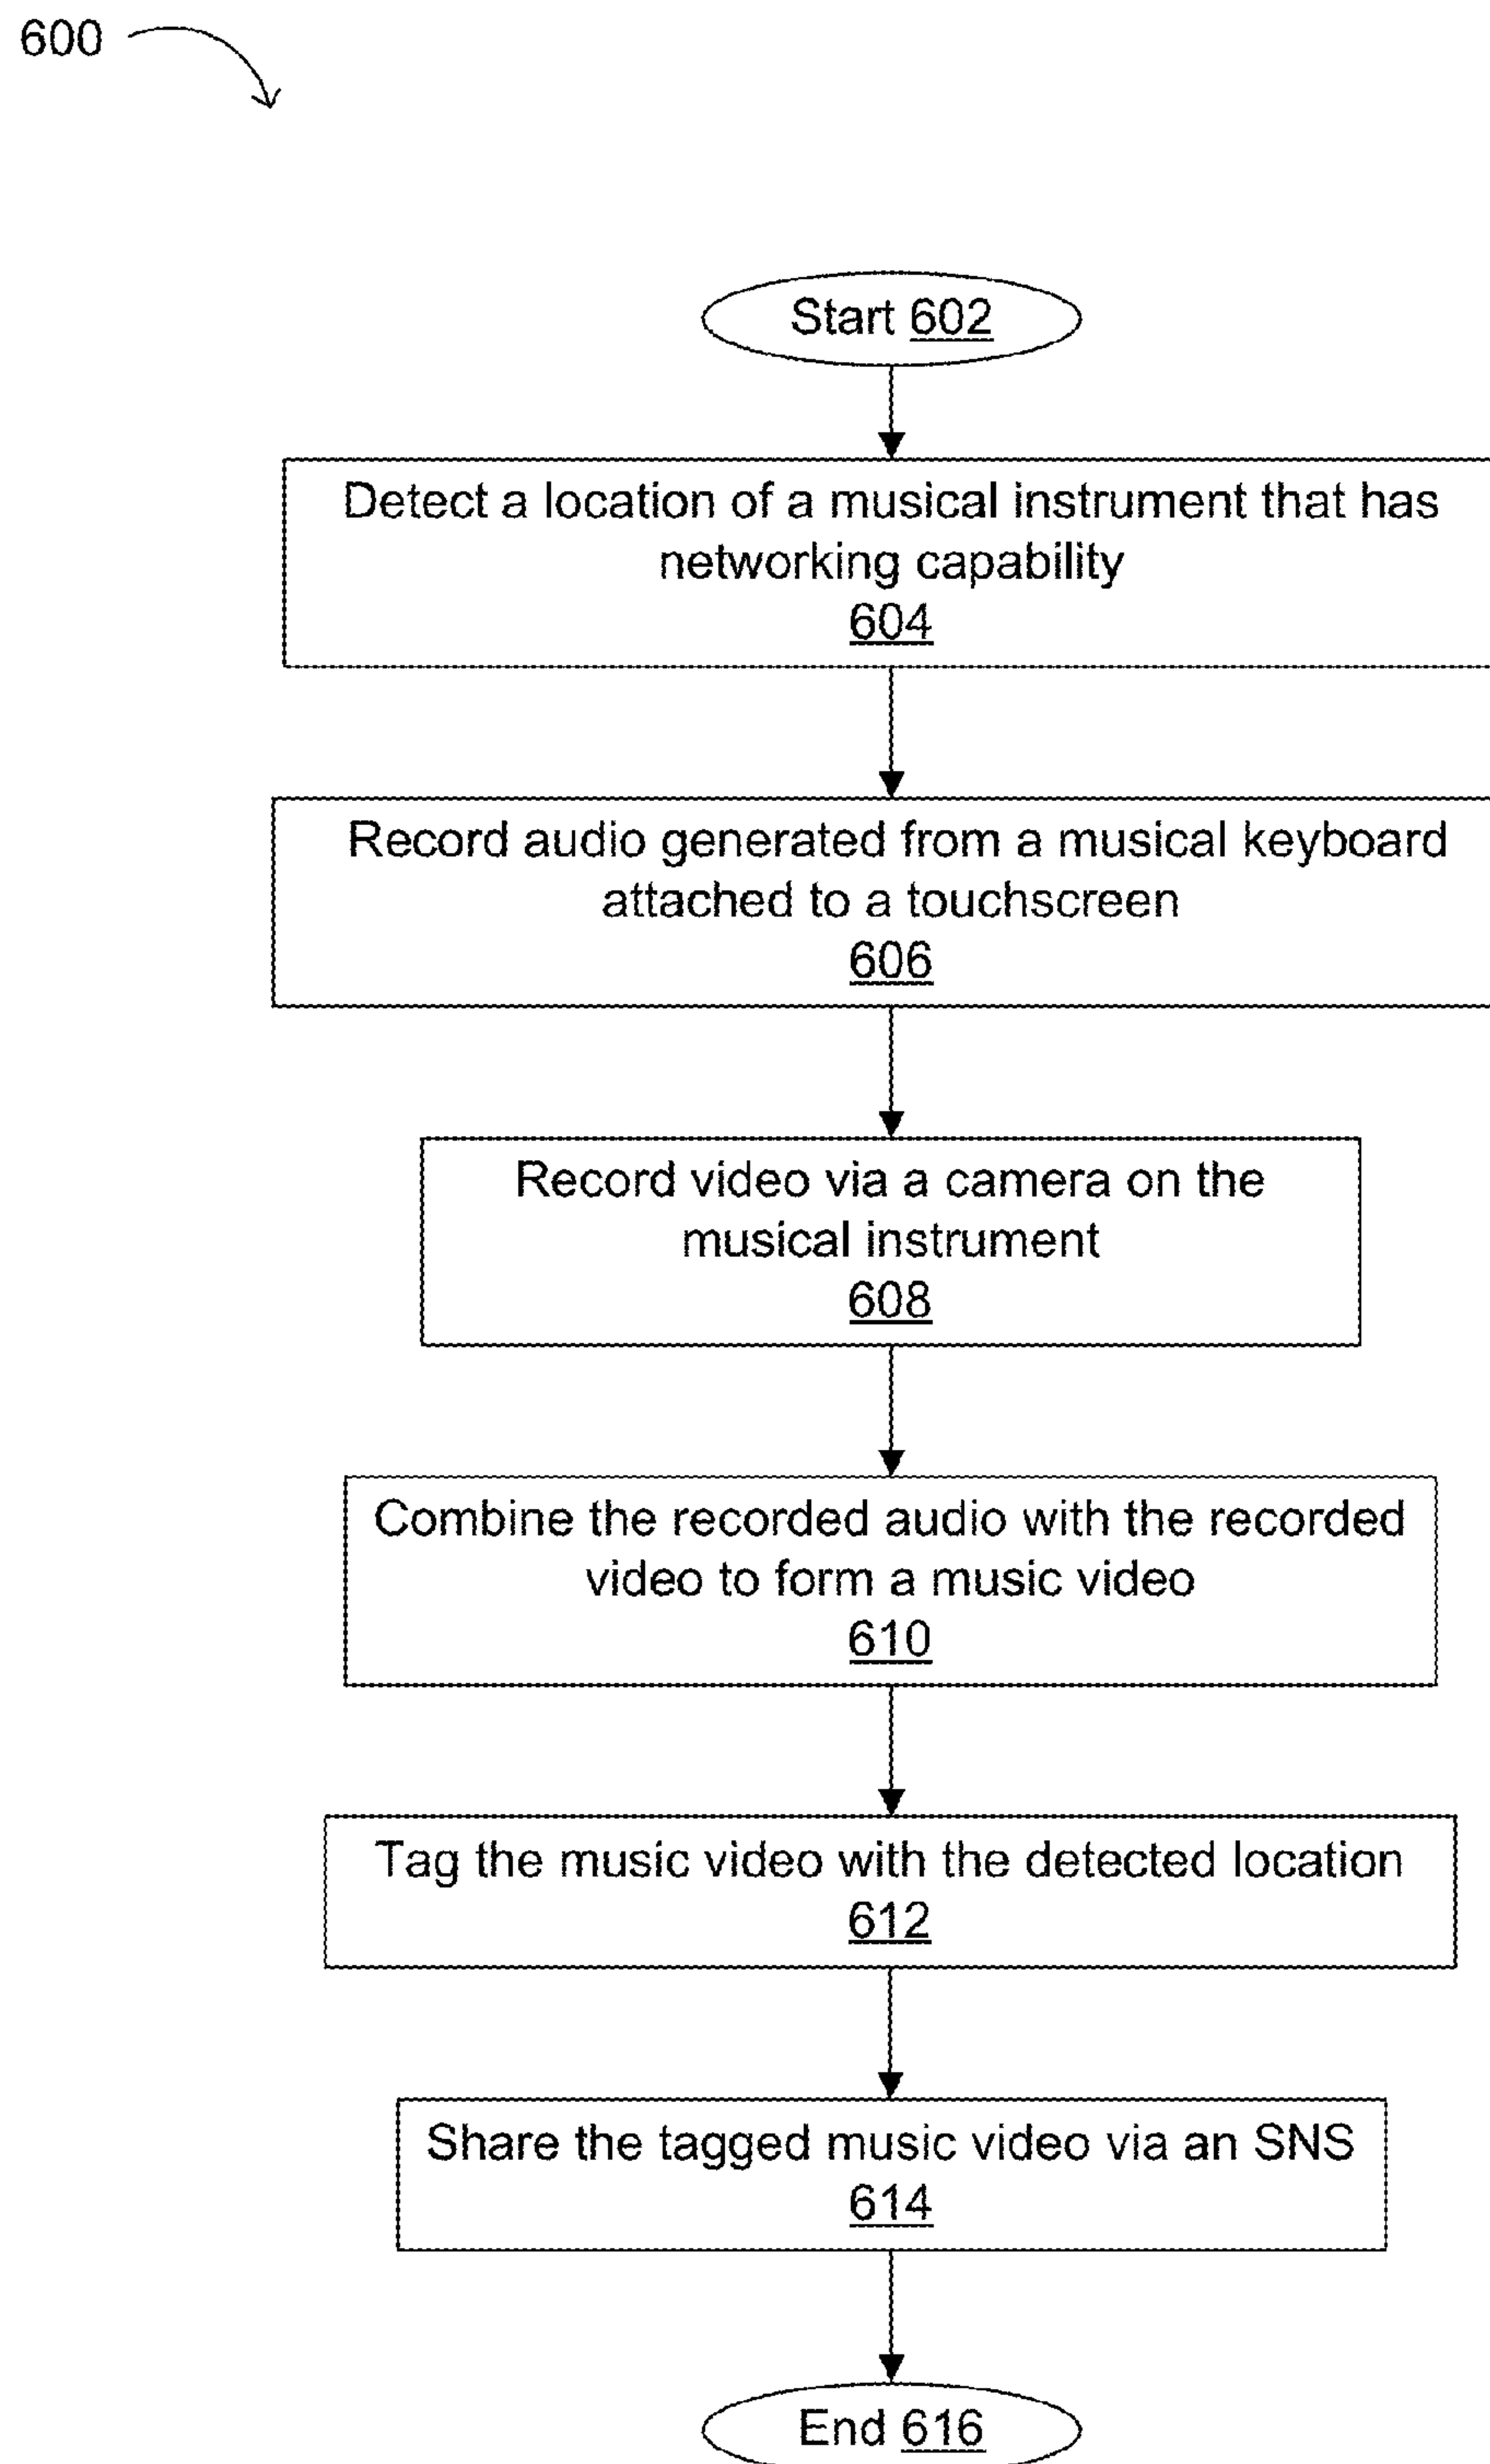 600
Start 602
Detect a location of a musical instrument that has
networking capability
604
Record audio generated from a musical keyboard
attached to a touchscreen
606
Record video via a camera on the
musical instrument
608
Combine the recorded audio with the recorded
video to form a music video
610
Tag the music video with the detected location
612
Share the tagged music video via an SNS
614
End 616